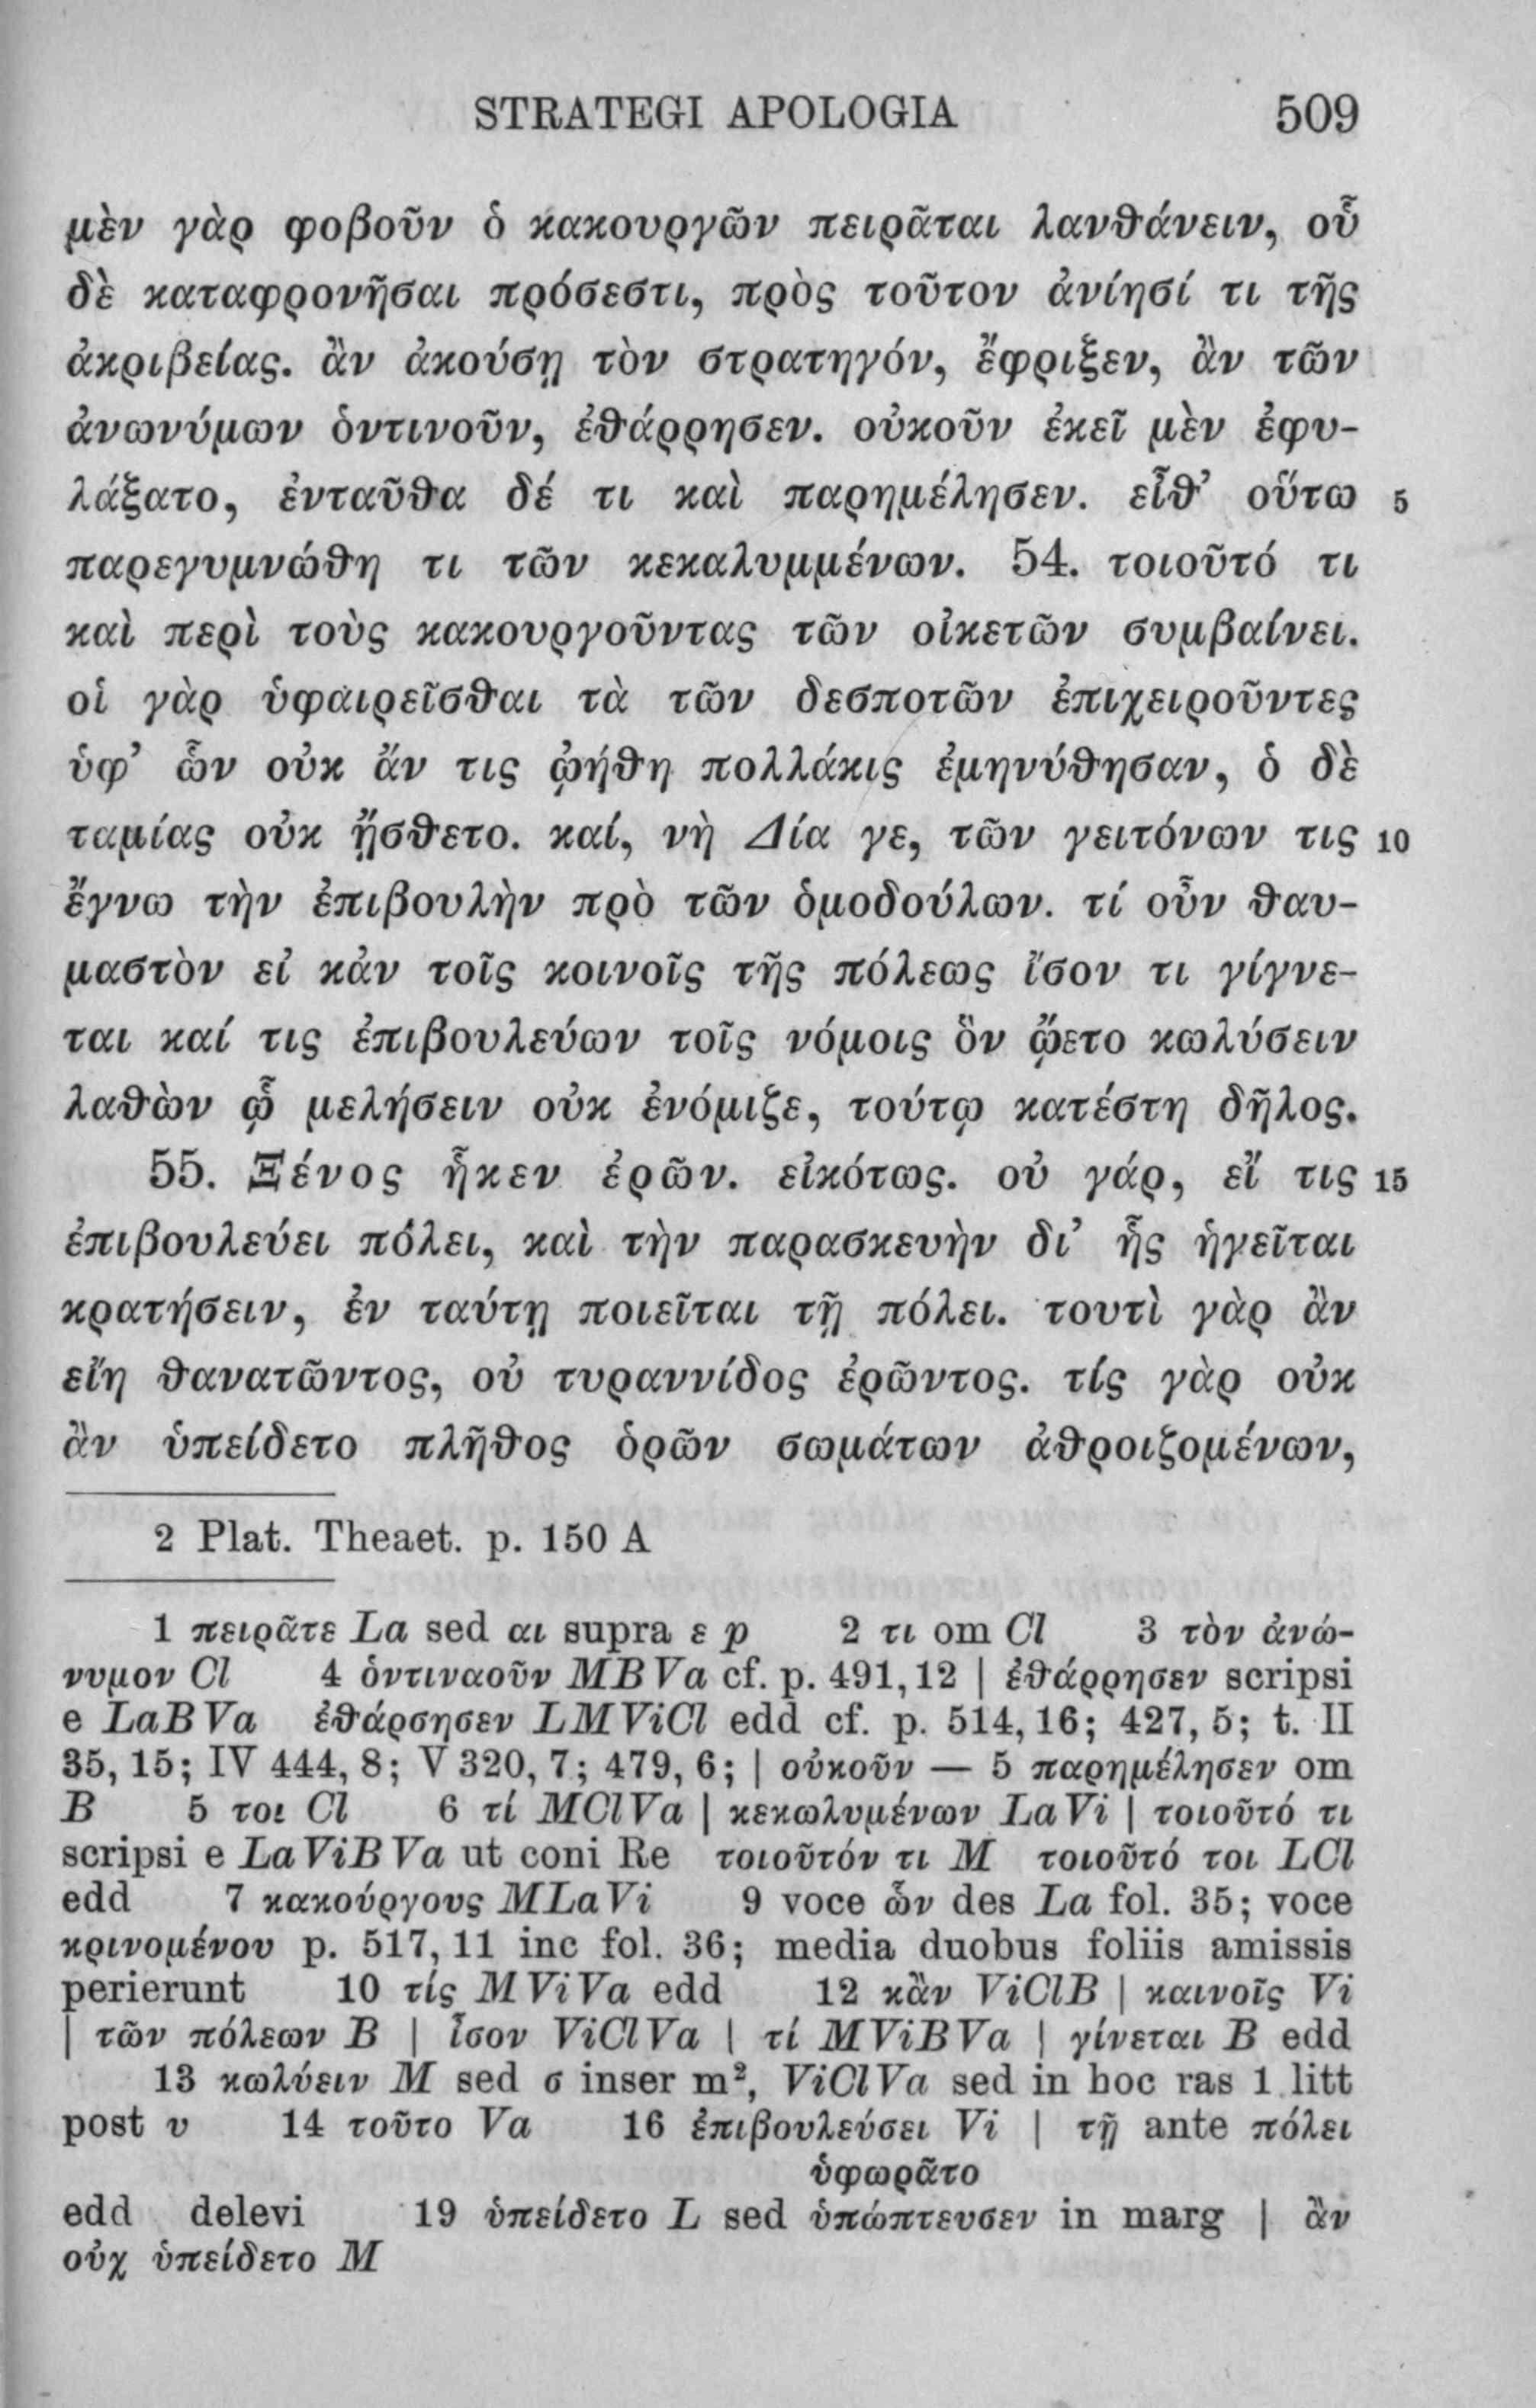 STRATEGI APOLOGIA 509
μὲν γὰρ φοβοῦν ὁ κακουργῶν πειρᾶται λανθάνειν, οὗ
δὲ καταφρονῆσαι πρόσεστι, πρὸς τοῦτον ἀνίησί τι τῆς
ἀκριβείας. ἂν ἀκούσῃ τὸν στρατηγόν, ἔφριξεν, ἂν τῶν
ἀνωνύμων ὁντινοῦν, ἐθάρρησεν. οὐκοῦν ἐκεῖ μὲν ἐφυ-
λάξατο, ἐνταῦθα δέ τι καὶ παρημέλησεν. εἶθ’ οὕτω 5
παρεγυμνώθη τι τῶν κεκαλυμμένων. 54. τοιοῦτό τι
καὶ περὶ τοὺς κακουργοῦντας τῶν οἰκετῶν συμβαίνει.
οἱ γὰρ ὑφαιρεῖσθαι τὰ τῶν δεσποτῶν ἐπιχειροῦντες
ὑφ’ ὧν οὐκ ἄν τις ᾠήθη πολλάκις ἐμηνύθησαν, ὁ δὲ
ταμίας οὐκ ᾔσθετο. καί, νὴ Δία γε, τῶν γειτόνων τις 10
ἔγνω τὴν ἐπιβουλὴν πρὸ τῶν ὁμοδούλων. τί οὖν θαυ-
μαστὸν εἰ κἀν τοῖς κοινοῖς τῆς πόλεως ἴσον τι γίγνε-
ται καί τις ἐπιβουλεύων τοῖς νόμοις ὃν ᾤετο κωλύσειν
λαθὼν ᾧ μελήσειν οὐκ ἐνόμιζε, τούτῳ κατέστη δῆλος.
55. Ξένος ἧκεν ἐρῶν. εἰκότως. οὐ γάρ, εἴ τις 15
ἐπιβουλεύει πόλει, καὶ τὴν παρασκευὴν δι’ ἧς ἡγεῖται
κρατήσειν, ἐν ταύτῃ ποιεῖται τῇ πόλει. τουτὶ γὰρ ἂν
εἴη θανατῶντος, οὐ τυραννίδος ἐρῶντος. τίς γὰρ οὐκ
ἂν ὑπείδετο πλῆθος ὁρῶν σωμάτων ἀθροιζομένων,
2 Plat. Theaet. p. 150 A
1 πειρᾶτε La sed αι supra ε p 2 τι om Cl 3 τὸν ἀνώ-
νυμον Cl 4 ὁντιναοῦν MBVa cf. p. 491,12 | ἐθάρρησεν scripsi
e LaBVa ἐθάρσησεν LMViCl edd cf. p. 514,16; 427,5; t. II
35,15; IV 444,8; V 320,7; 479,6; | οὐκοῦν — 5 παρημέλησεν om
B 5 τοι Cl 6 τί MClVa | κεκωλυμένων LaVi | τοιοῦτό τι
scripsi e LaViBVa ut coni Re τοιοῦτόν τι M τοιοῦτό τοι LCl
edd 7 κακούργους MLaVi 9 voce ὧν des La fol. 35; voce
κρινομένου p. 517,11 inc fol. 36; media duobus foliis amissis
perierunt 10 τίς MViVa edd 12 κἂν ViClB | καινοῖς Vi
| τῶν πόλεων B | ἶσον ViClVa | τί MViBVa | γίνεται B edd
13 κωλύειν M sed σ inser m², ViClVa sed in hoc ras 1 litt
post υ 14 τοῦτο Va 16 ἐπιβουλεύσει Vi | τῇ ante πόλει
ὑφωρᾶτο
edd delevi 19 ὑπείδετο L sed ὑπώπτευσεν in marg | ἂν
οὐχ ὑπείδετο M